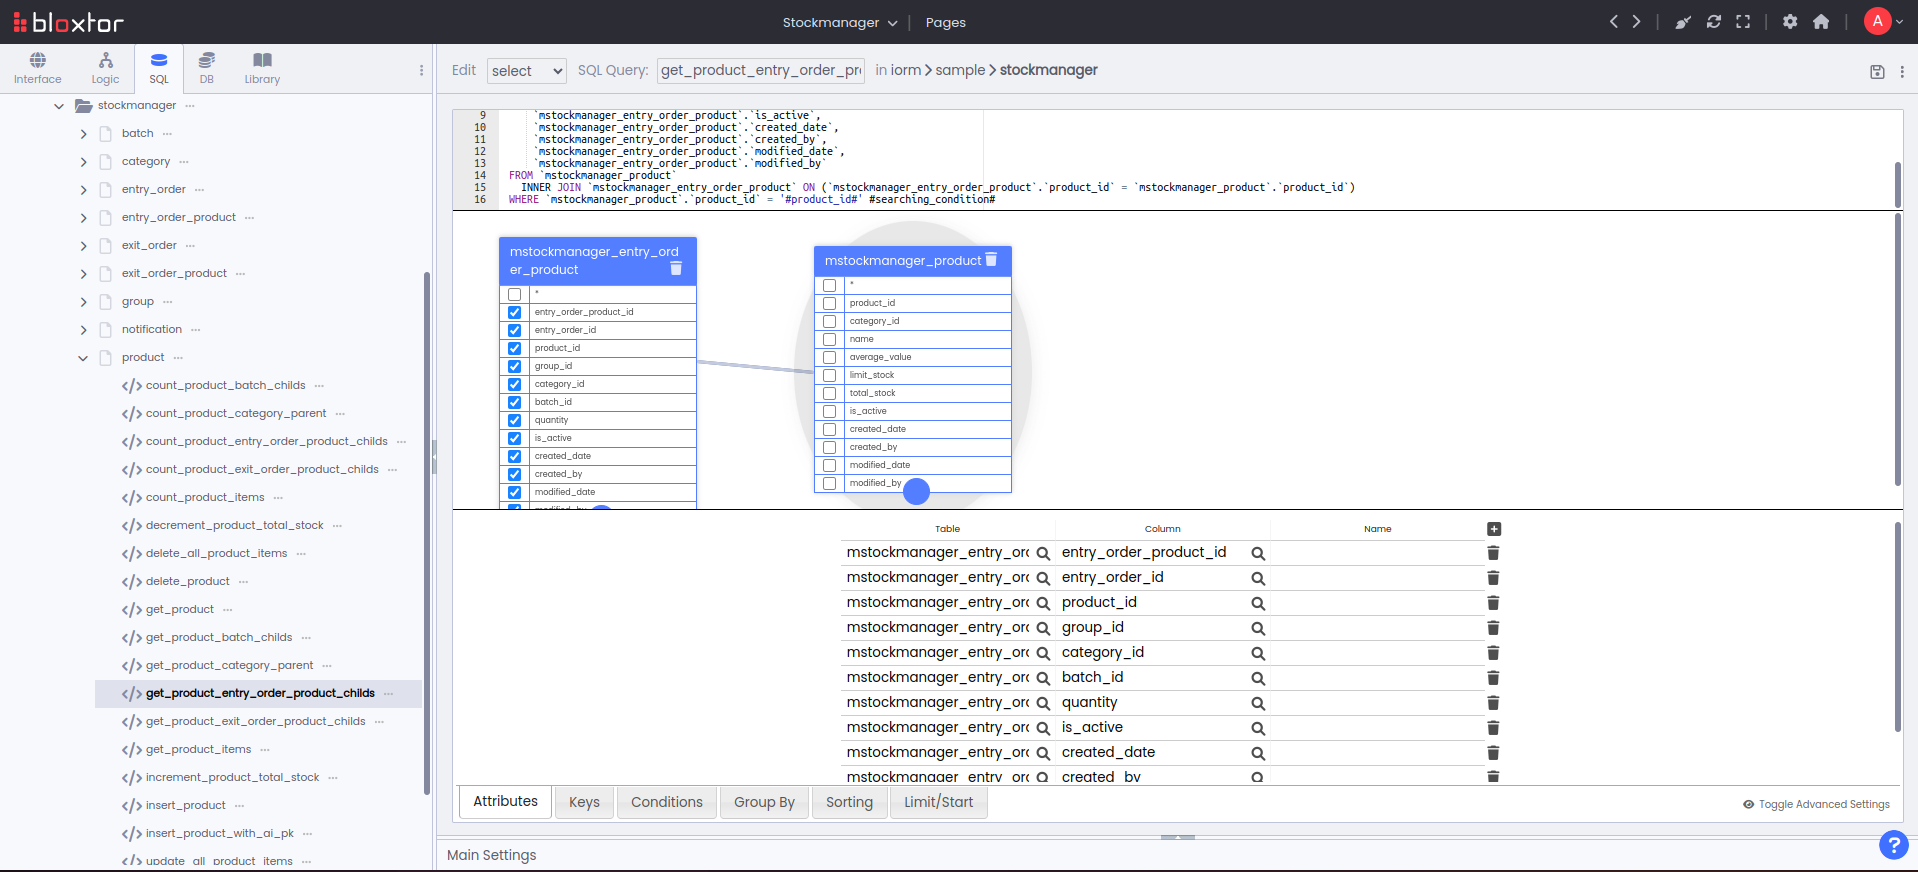 bloxtor
Stockmanager
Pages
A
Interface
Logic
SQL
DB
Library
stockmanager ...
batch ...
category ...
entry_order ...
entry_order_product ...
exit_order ...
exit_order_product ...
group ...
notification ...
product ...
count_product_batch_childs ...
count_product_category_parent ...
count_product_entry_order_product_childs ...
count_product_exit_order_product_childs ...
count_product_items ...
decrement_product_total_stock ...
delete_all_product_items ...
delete_product ...
get_product ...
get_product_batch_childs ...
get_product_category_parent ...
get_product_entry_order_product_childs ...
get_product_exit_order_product_childs ...
get_product_items ...
increment_product_total_stock ...
insert_product ...
insert_product_with_ai_pk ...
update_all_product_items ...
Edit select SQL Query: get_product_entry_order_pr in iorm > sample > stockmanager
9 `mstockmanager_entry_order_product`.`is_active`,
10 `mstockmanager_entry_order_product`.`created_date`,
11 `mstockmanager_entry_order_product`.`created_by`,
12 `mstockmanager_entry_order_product`.`modified_date`,
13 `mstockmanager_entry_order_product`.`modified_by`
14 FROM `mstockmanager_product`
15 INNER JOIN `mstockmanager_entry_order_product` ON (`mstockmanager_entry_order_product`.`product_id` = `mstockmanager_product`.`product_id`)
16 WHERE `mstockmanager_product`.`product_id` = '#product_id#' #searching_condition#
mstockmanager_entry_ord
er_product
*
entry_order_product_id
entry_order_id
product_id
group_id
category_id
batch_id
quantity
is_active
created_date
created_by
modified_date
modified_by
mstockmanager_product
*
product_id
category_id
name
average_value
limit_stock
total_stock
is_active
created_date
created_by
modified_date
modified_by
Table Column Name
mstockmanager_entry_orc entry_order_product_id
mstockmanager_entry_orc entry_order_id
mstockmanager_entry_orc product_id
mstockmanager_entry_orc group_id
mstockmanager_entry_orc category_id
mstockmanager_entry_orc batch_id
mstockmanager_entry_orc quantity
mstockmanager_entry_orc is_active
mstockmanager_entry_orc created_date
mstockmanager_entry_orc created_by
Attributes
Keys
Conditions
Group By
Sorting
Limit/Start
Toggle Advanced Settings
Main Settings
?